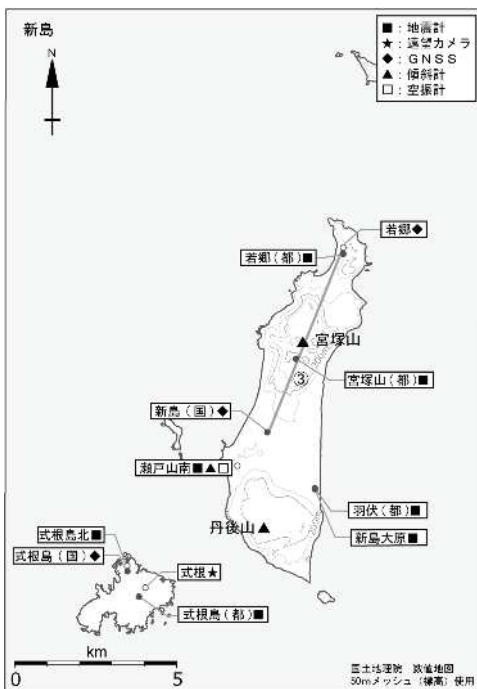 新島
■：地震計
★：遠望カメラ
◆：ＧＮＳＳ
▲：傾斜計
□：空振計
N
若郷◆
若郷（都）■
宮塚山
300m
宮塚山（都）■
③
新島（国）◆
瀬戸山南■▲□
羽伏（都）■
丹後山
新島大原■
式根島北■
式根島（国）◆
式根★
式根島（都）■
km
0
5
国土地理院　数値地図
50mメッシュ（標高）使用